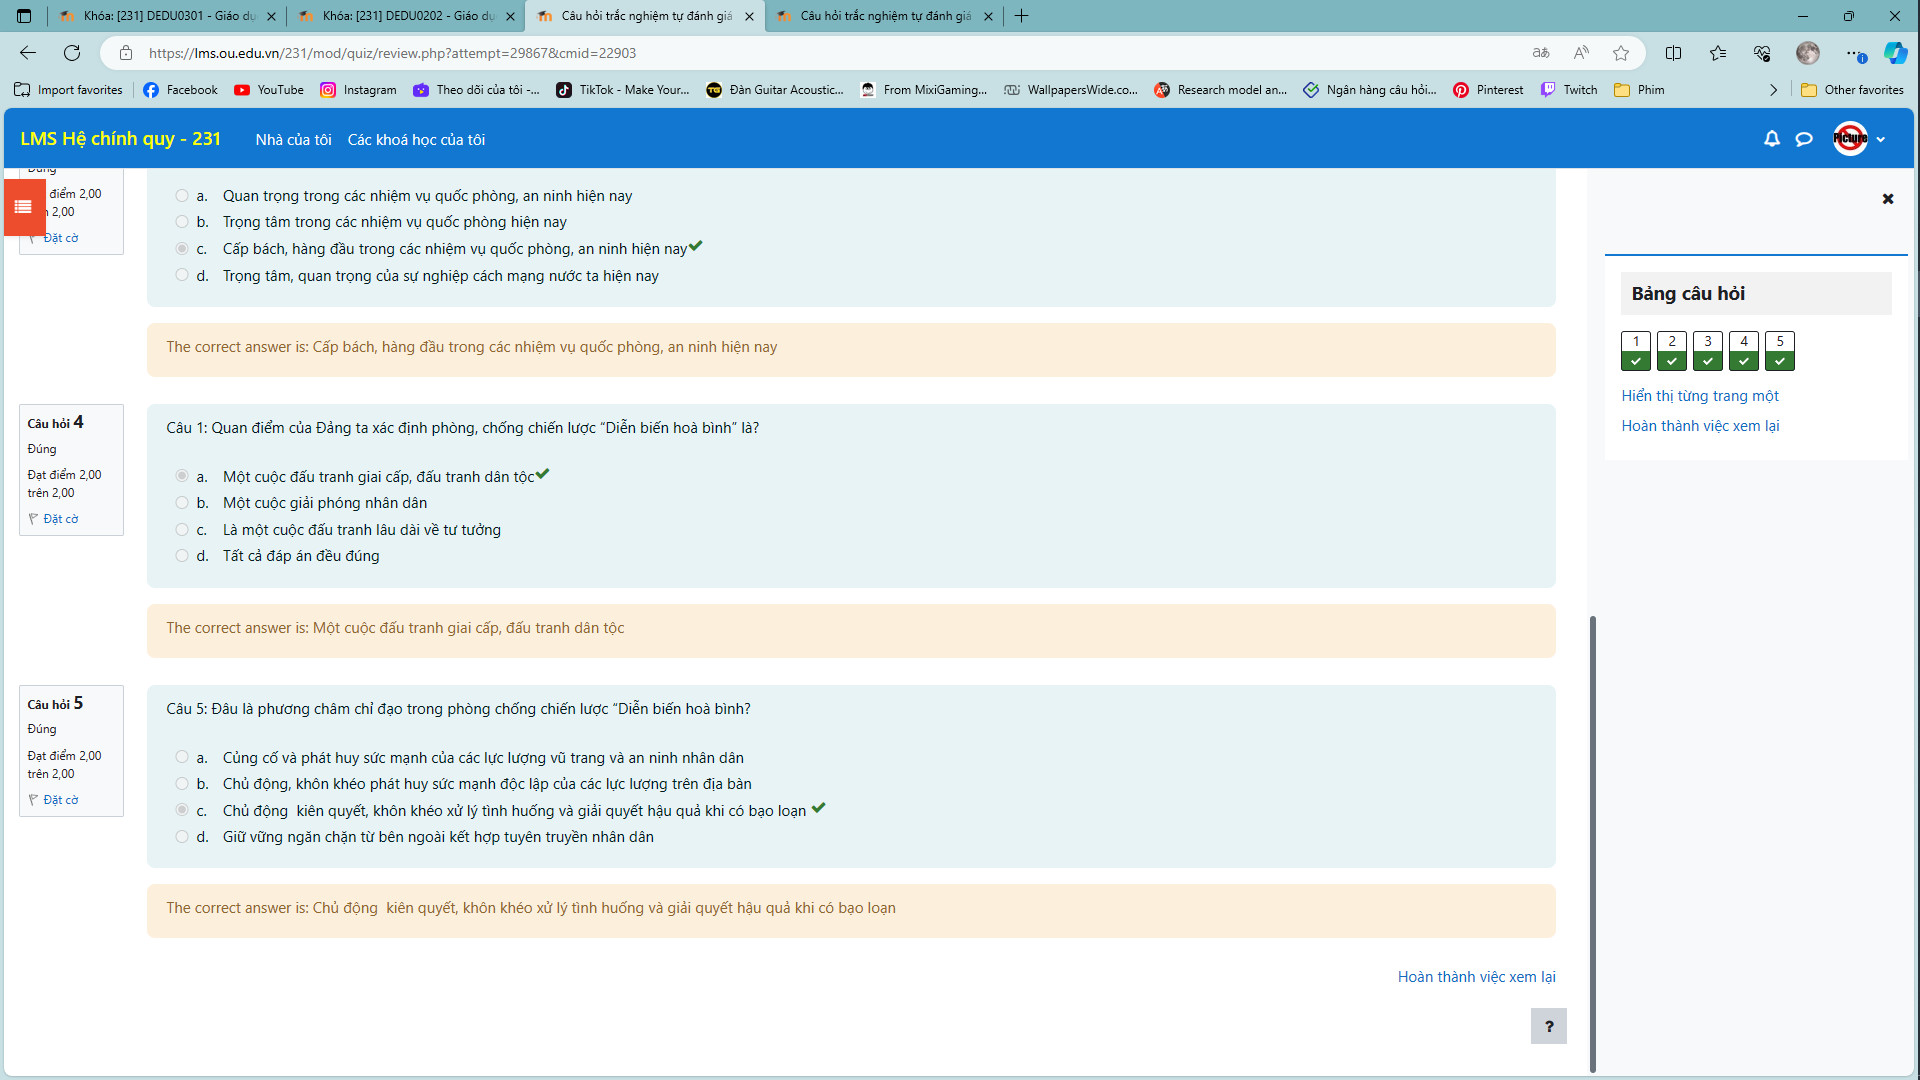 Khóa: [231] DEDU0301 - Giáo dụ
Khóa: [231] DEDU0202 - Giáo dụ
Câu hỏi trắc nghiệm tự đánh giá
Câu hỏi trắc nghiệm tự đánh giá
https://lms.ou.edu.vn/231/mod/quiz/review.php?attempt=29867&cmid=22903
Import favorites
Facebook
YouTube
Instagram
Theo dõi của tôi -...
TikTok - Make Your...
Đàn Guitar Acoustic...
From MixiGaming...
WallpapersWide.co...
Research model an...
Ngân hàng câu hỏi...
Pinterest
Twitch
Phim
Other favorites
LMS Hệ chính quy - 231
Nhà của tôi
Các khoá học của tôi
Picture
Đúng
điểm 2,00
2,00
Đặt cờ
a. Quan trọng trong các nhiệm vụ quốc phòng, an ninh hiện nay
b. Trọng tâm trong các nhiệm vụ quốc phòng hiện nay
c. Cấp bách, hàng đầu trong các nhiệm vụ quốc phòng, an ninh hiện nay
d. Trọng tâm, quan trọng của sự nghiệp cách mạng nước ta hiện nay
The correct answer is: Cấp bách, hàng đầu trong các nhiệm vụ quốc phòng, an ninh hiện nay
Câu hỏi 4
Đúng
Đạt điểm 2,00
trên 2,00
Đặt cờ
Câu 1: Quan điểm của Đảng ta xác định phòng, chống chiến lược “Diễn biến hoà bình” là?
a. Một cuộc đấu tranh giai cấp, đấu tranh dân tộc
b. Một cuộc giải phóng nhân dân
c. Là một cuộc đấu tranh lâu dài về tư tưởng
d. Tất cả đáp án đều đúng
The correct answer is: Một cuộc đấu tranh giai cấp, đấu tranh dân tộc
Câu hỏi 5
Đúng
Đạt điểm 2,00
trên 2,00
Đặt cờ
Câu 5: Đâu là phương châm chỉ đạo trong phòng chống chiến lược “Diễn biến hoà bình?
a. Củng cố và phát huy sức mạnh của các lực lượng vũ trang và an ninh nhân dân
b. Chủ động, khôn khéo phát huy sức mạnh độc lập của các lực lượng trên địa bàn
c. Chủ động  kiên quyết, khôn khéo xử lý tình huống và giải quyết hậu quả khi có bạo loạn
d. Giữ vững ngăn chặn từ bên ngoài kết hợp tuyên truyền nhân dân
The correct answer is: Chủ động  kiên quyết, khôn khéo xử lý tình huống và giải quyết hậu quả khi có bạo loạn
Hoàn thành việc xem lại
?
Bảng câu hỏi
1 2 3 4 5
Hiển thị từng trang một
Hoàn thành việc xem lại